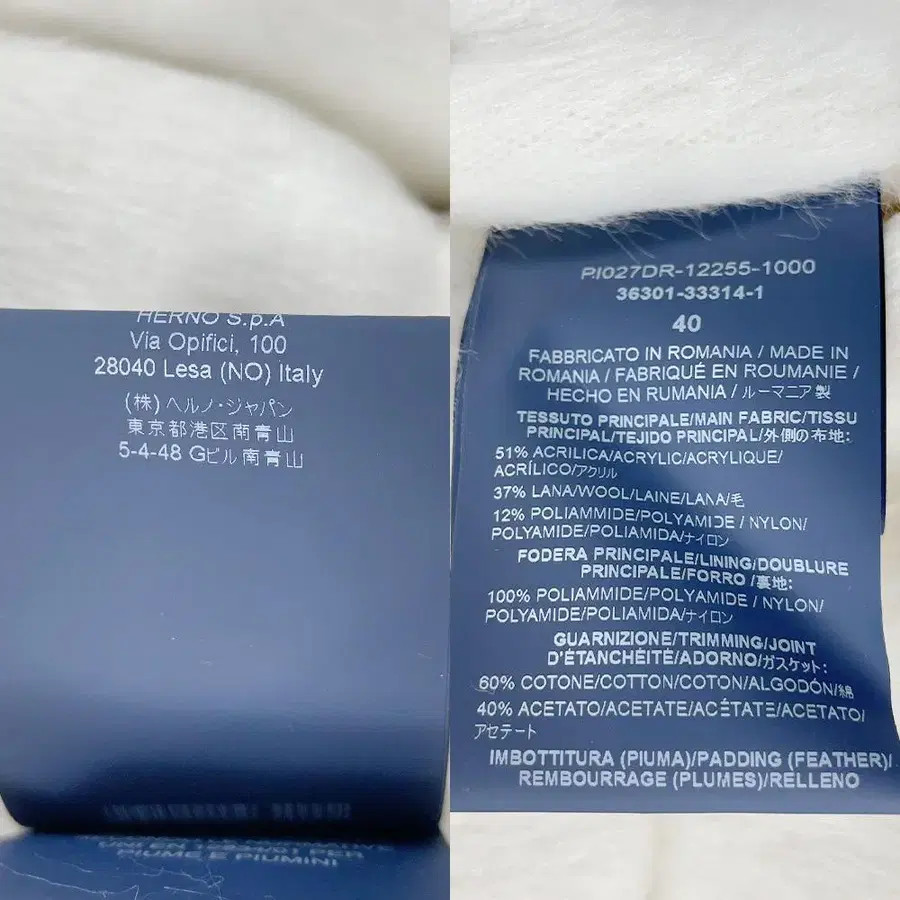 HERNO S.p.A
Via Opifici, 100
28040 Lesa (NO) Italy
(株)ヘルノ・ジャパン
東京都港区南青山
5-4-48 Gビル南青山
UNI EN
PIUME E PIUMINI
PI027DR-12255-1000
36301-33314-1
40
FABBRICATO IN ROMANIA / MADE IN
ROMANIA / FABRIQUÉ EN ROUMANIE /
HECHO EN RUMANIA / ルーマニア製
TESSUTO PRINCIPALE/MAIN FABRIC/TISSU
PRINCIPAL/TEJIDO PRINCIPAL/外側の布地:
51% ACRILICA/ACRYLIC/ACRYLIQUE/
ACRÍLICO/アクリル
37% LANA/WOOL/LAINE/LANA/毛
12% POLIAMMIDE/POLYAMIDE / NYLON/
POLYAMIDE/POLIAMIDA/ナイロン
FODERA PRINCIPALE/LINING/DOUBLURE
PRINCIPALE/FORRO /裏地:
100% POLIAMMIDE/POLYAMIDE / NYLON/
POLYAMIDE/POLIAMIDA/ナイロン
GUARNIZIONE/TRIMMING/JOINT
D'ÉTANCHÉITÉ/ADORNO/ガスケット:
60% COTONE/COTTON/COTON/ALGODÓN/綿
40% ACETATO/ACETATE/ACÉTATE/ACETATO/
アセテート
IMBOTTITURA (PIUMA)/PADDING (FEATHER)/
REMBOURRAGE (PLUMES)/RELLENO